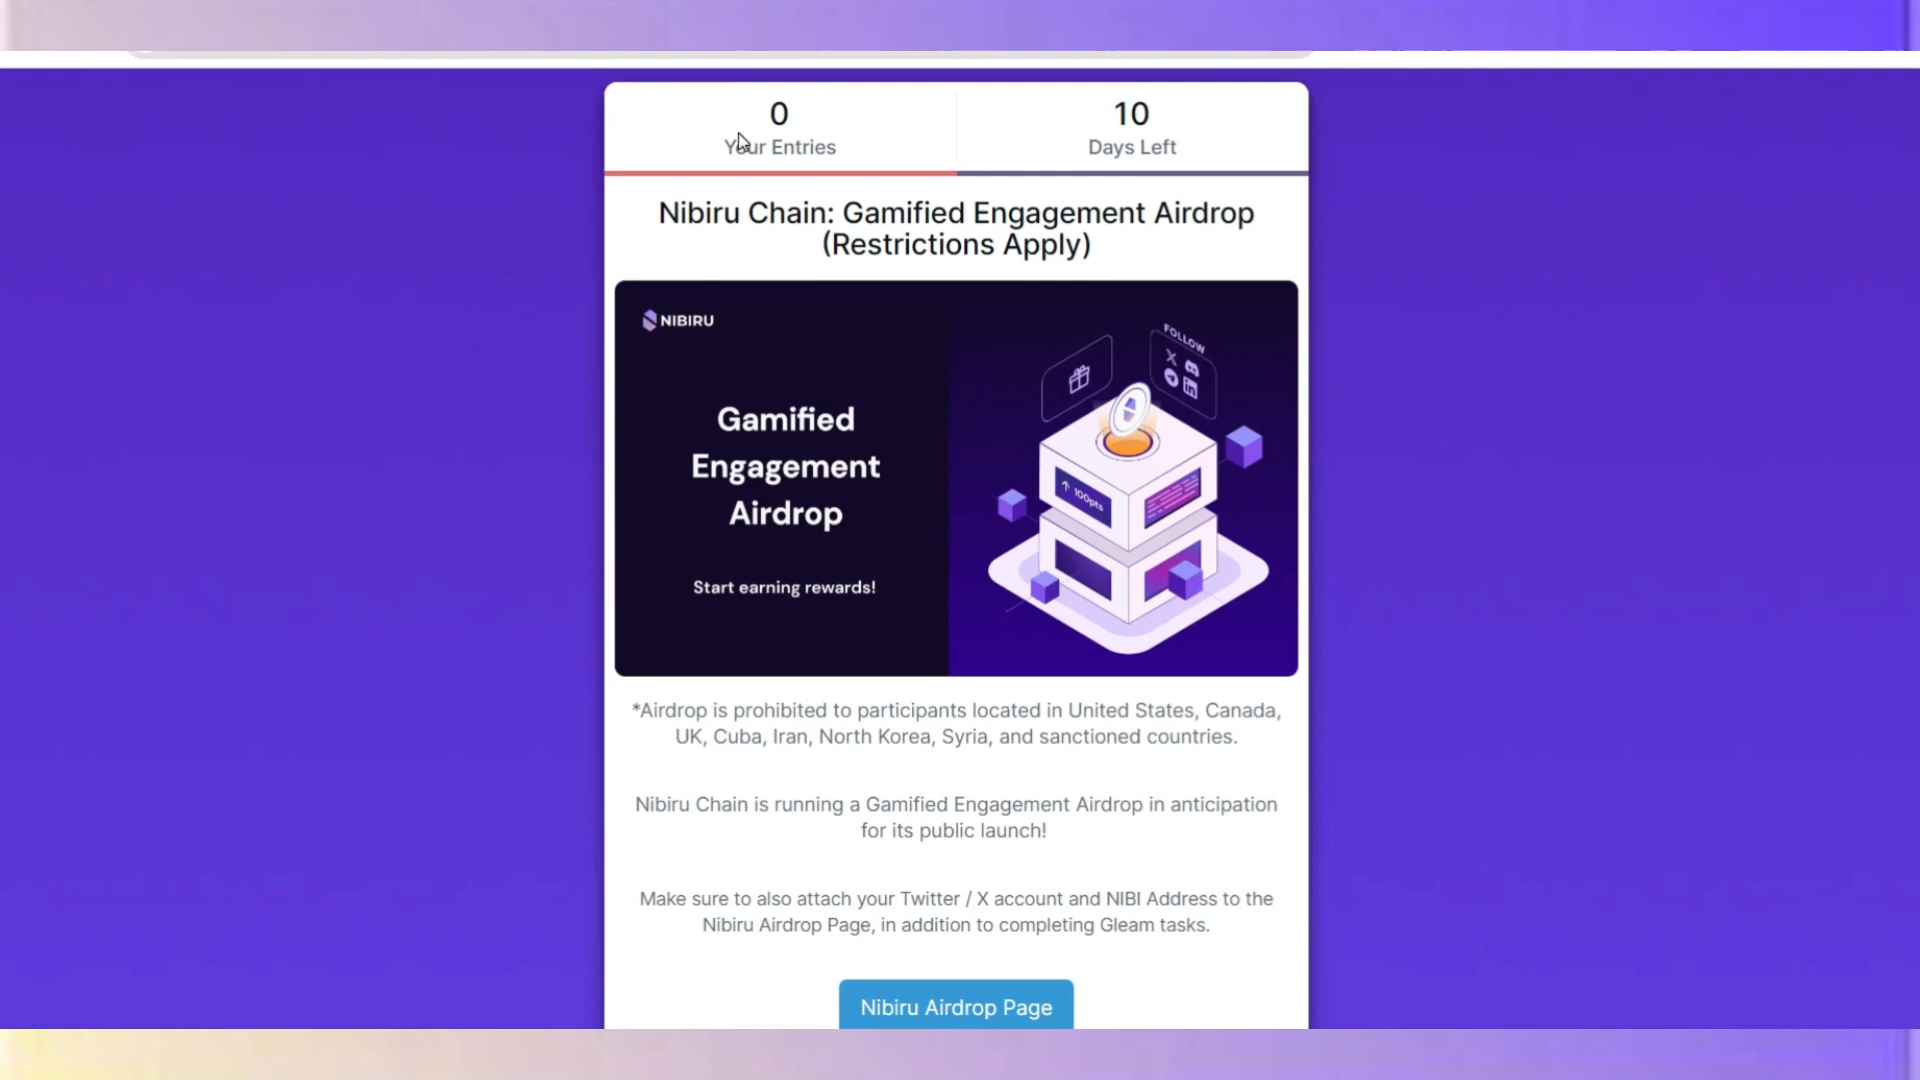 0
Your Entries
10
Days Left
Nibiru Chain: Gamified Engagement Airdrop
(Restrictions Apply)
NIBIRU
Gamified
Engagement
Airdrop
Start earning rewards!
FOLLOW
↑ 100pts
*Airdrop is prohibited to participants located in United States, Canada,
UK, Cuba, Iran, North Korea, Syria, and sanctioned countries.
Nibiru Chain is running a Gamified Engagement Airdrop in anticipation
for its public launch!
Make sure to also attach your Twitter / X account and NIBI Address to the
Nibiru Airdrop Page, in addition to completing Gleam tasks.
Nibiru Airdrop Page